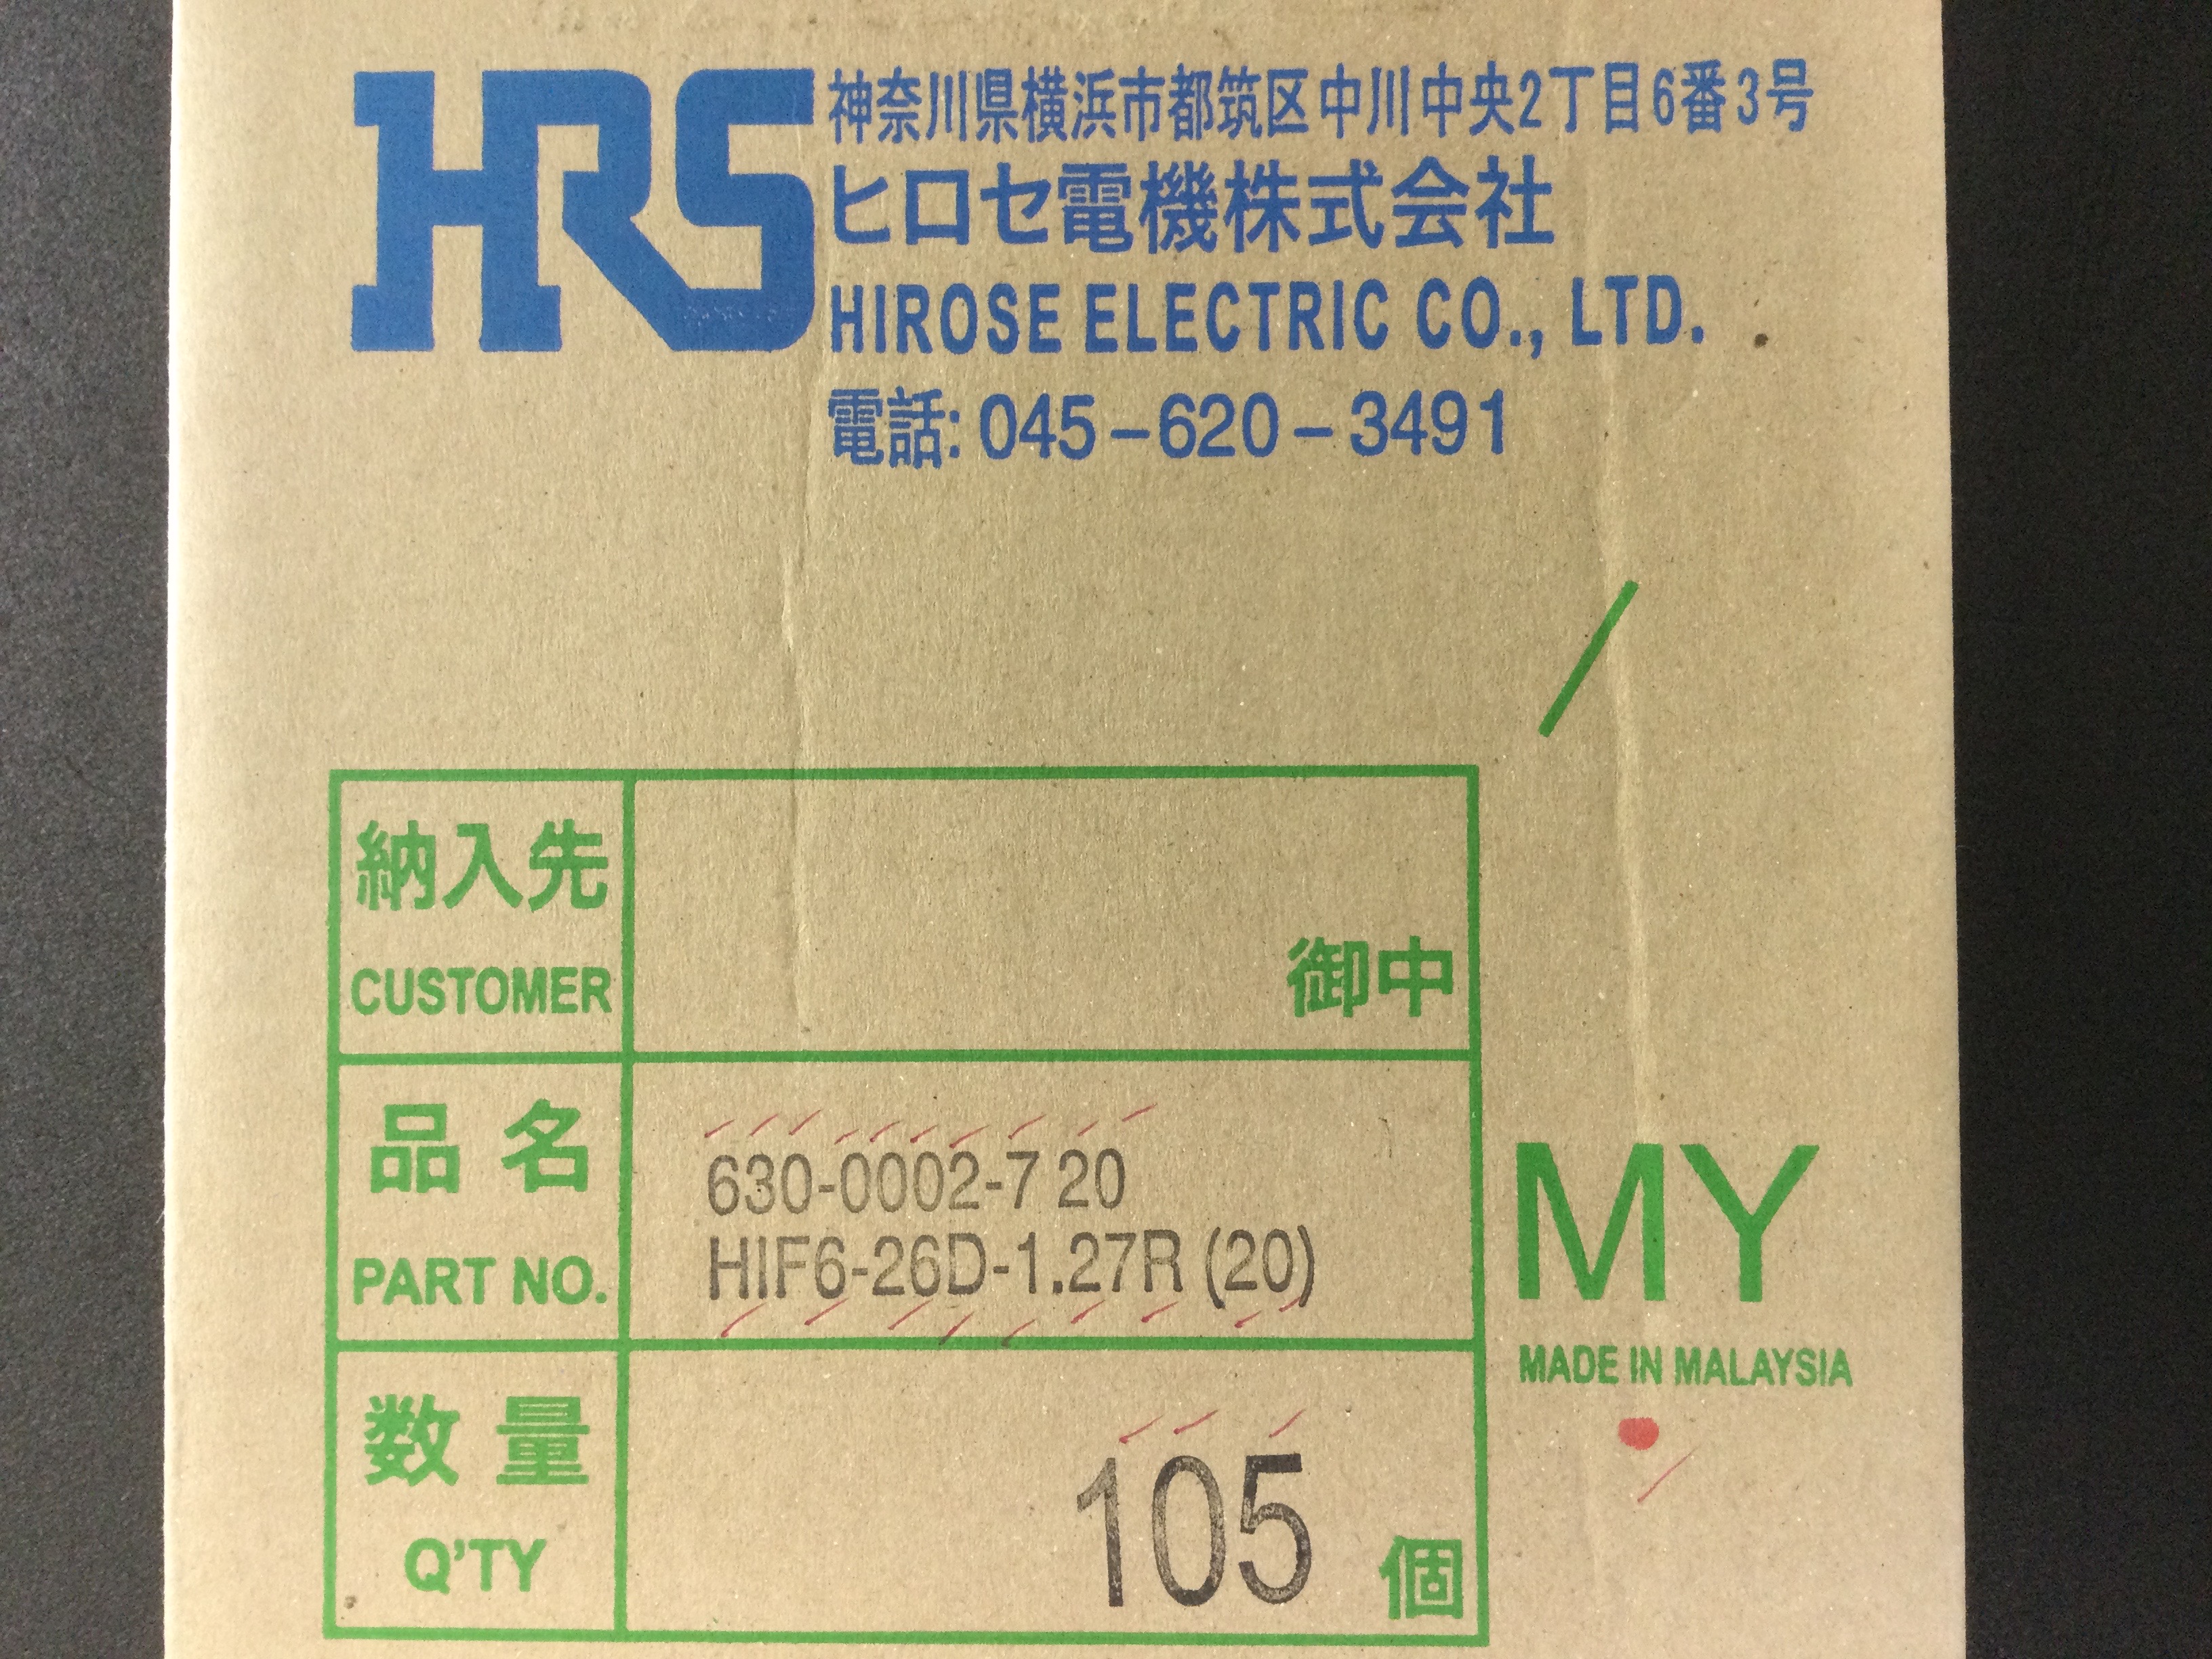 HRS
神奈川県横浜市都筑区中川中央2丁目6番3号
ヒロセ電機株式会社
HIROSE ELECTRIC CO., LTD.
電話: 045-620-3491
/
納入先
CUSTOMER
御中
品名
PART NO.
630-0002-7 20
HIF6-26D-1.27R (20)
数量
Q'TY
105
個
MY
MADE IN MALAYSIA